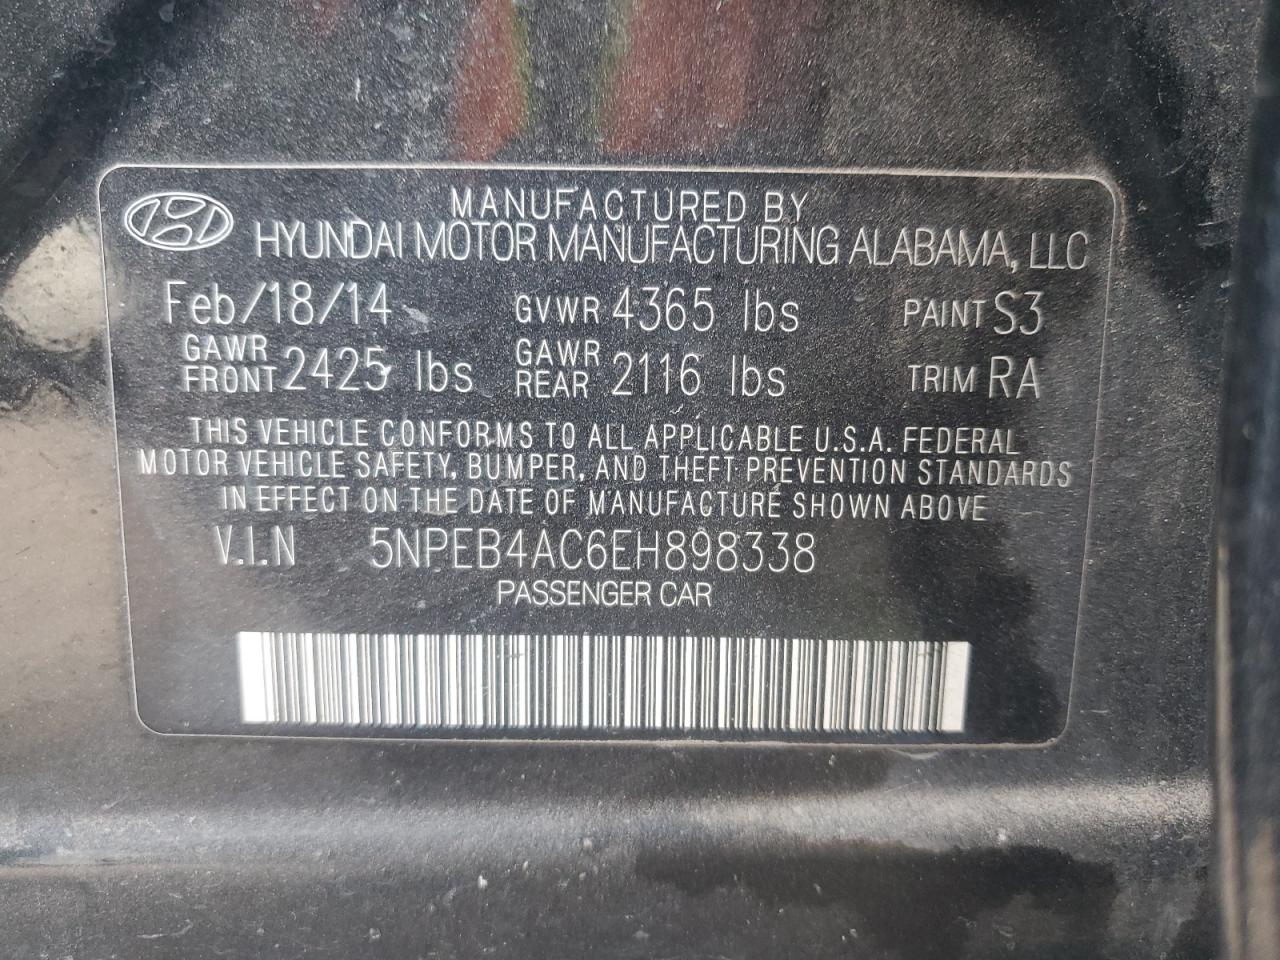 MANUFACTURED BY
HYUNDAI MOTOR MANUFACTURING ALABAMA, LLC
Feb/18/14 GVWR 4365 lbs PAINT S3
GAWR FRONT 2425 lbs GAWR REAR 2116 lbs TRIM RA
THIS VEHICLE CONFORMS TO ALL APPLICABLE U.S.A. FEDERAL
MOTOR VEHICLE SAFETY, BUMPER, AND THEFT PREVENTION STANDARDS
IN EFFECT ON THE DATE OF MANUFACTURE SHOWN ABOVE
V.I.N 5NPEB4AC6EH898338
PASSENGER CAR